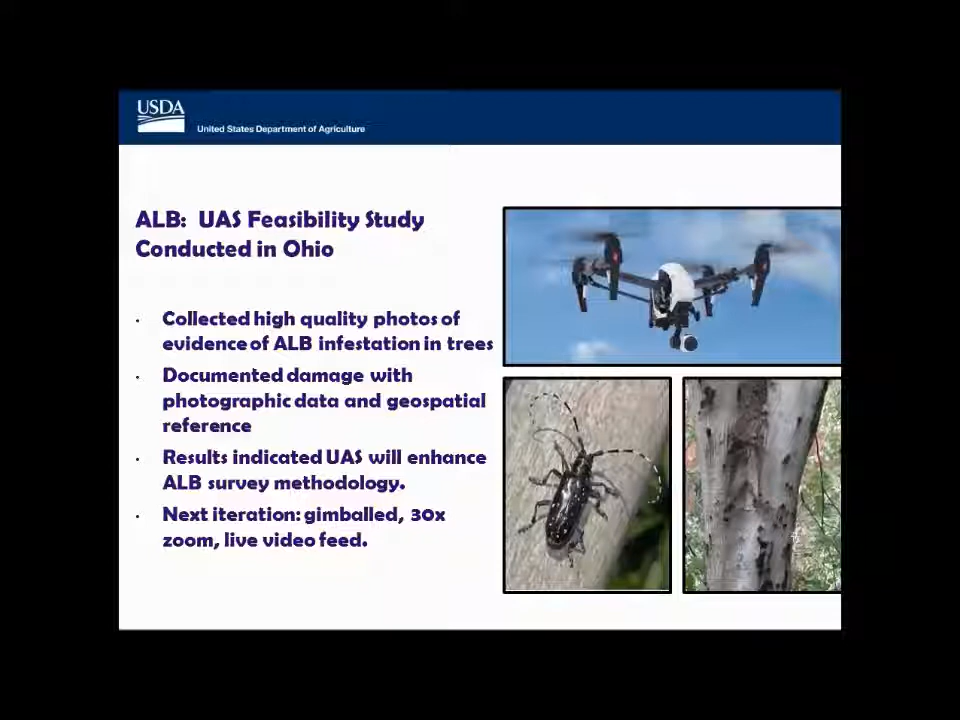 USDA
United States Department of Agriculture
ALB: UAS Feasibility Study
Conducted in Ohio
• Collected high quality photos of
evidence of ALB infestation in trees
• Documented damage with
photographic data and geospatial
reference
• Results indicated UAS will enhance
ALB survey methodology.
• Next iteration: gimballed, 30x
zoom, live video feed.